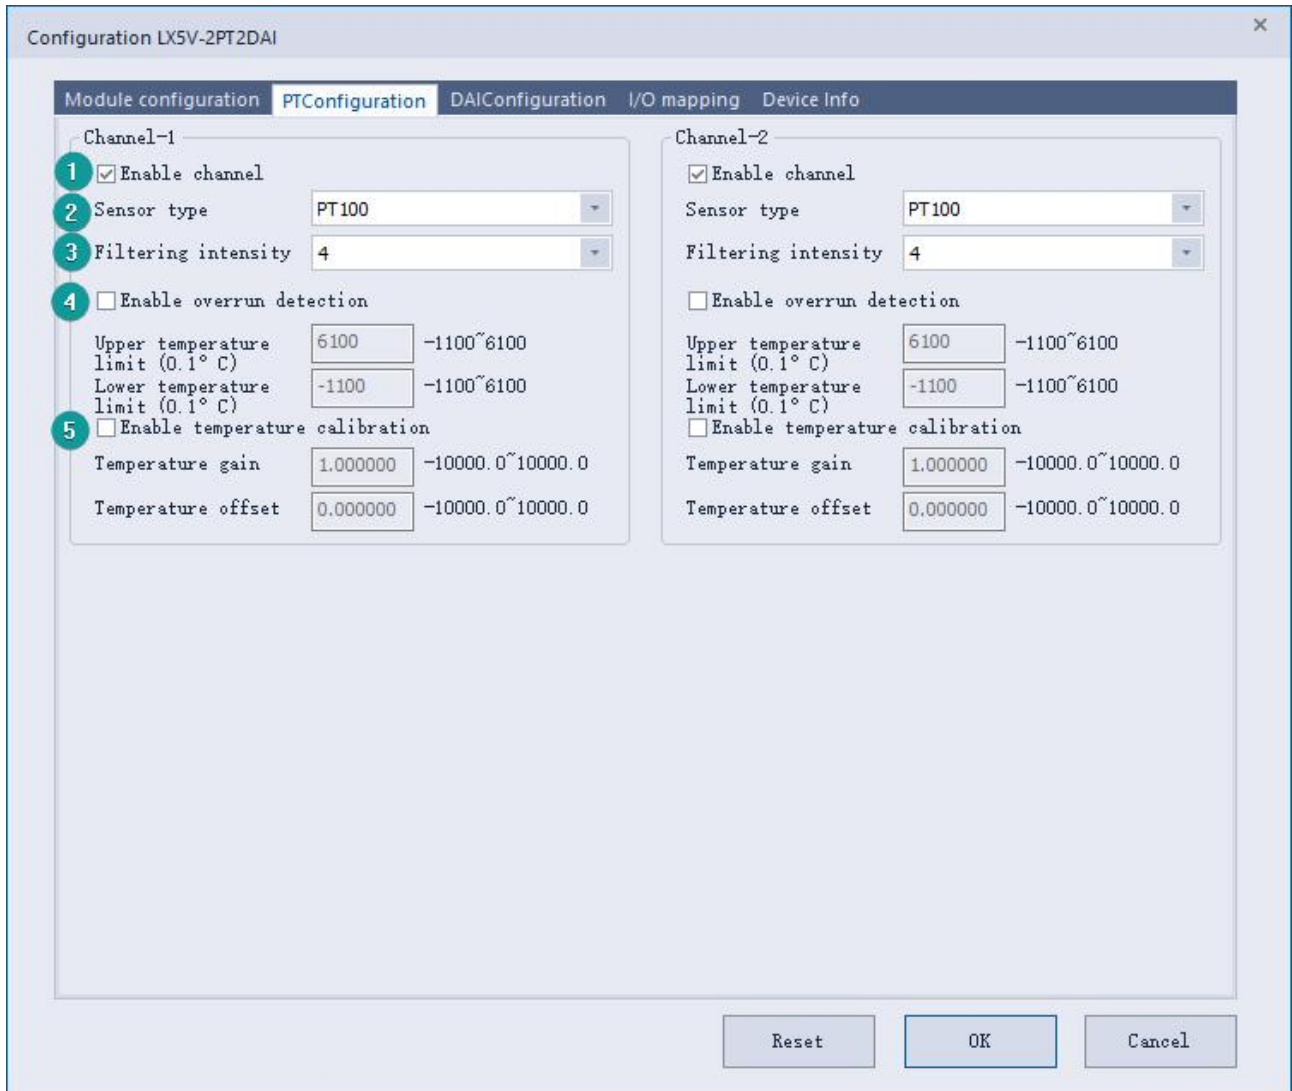 Configuration LX5V-2PT2DAI
Module configuration PTConfiguration DAIConfiguration I/O mapping Device Info
Channel-1
1 Enable channel
2 Sensor type PT100
3 Filtering intensity 4
4 Enable overrun detection
Upper temperature
limit (0.1° C) 6100 -1100~6100
Lower temperature
limit (0.1° C) -1100 -1100~6100
5 Enable temperature calibration
Temperature gain 1.000000 -10000.0~10000.0
Temperature offset 0.000000 -10000.0~10000.0
Channel-2
Enable channel
Sensor type PT100
Filtering intensity 4
Enable overrun detection
Upper temperature
limit (0.1° C) 6100 -1100~6100
Lower temperature
limit (0.1° C) -1100 -1100~6100
Enable temperature calibration
Temperature gain 1.000000 -10000.0~10000.0
Temperature offset 0.000000 -10000.0~10000.0
Reset OK Cancel